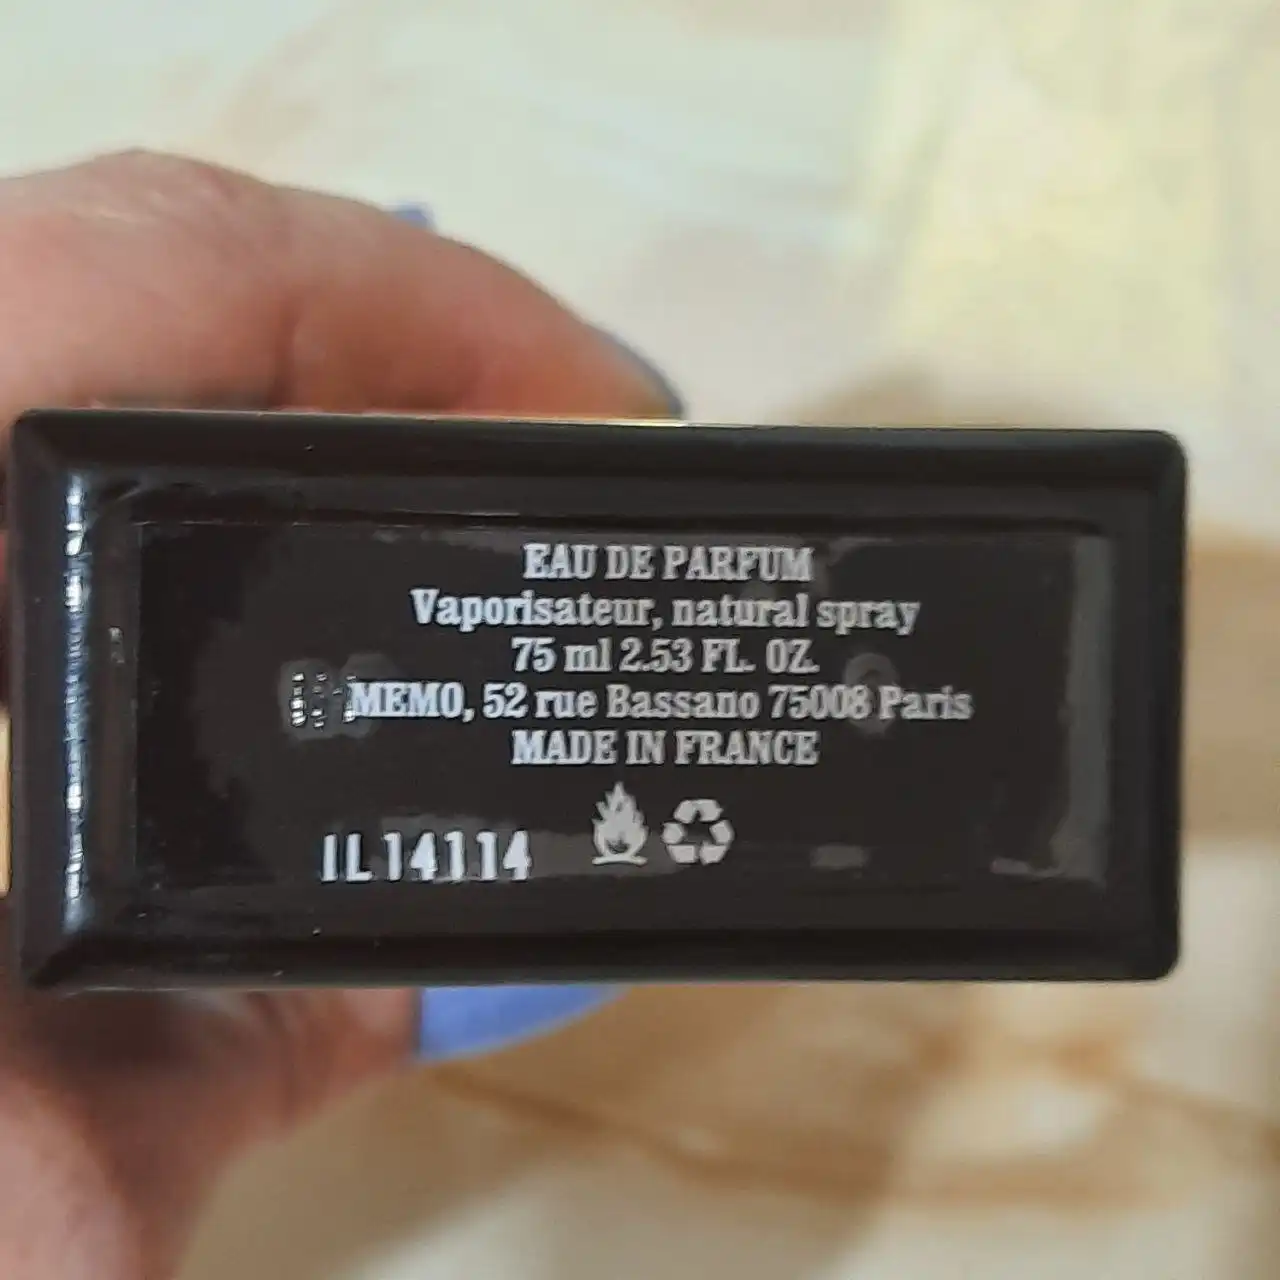 EAU DE PARFUM
Vaporisateur, natural spray
75 ml 2.53 FL. OZ.
MEMO, 52 rue Bassano 75008 Paris
MADE IN FRANCE
IL14114